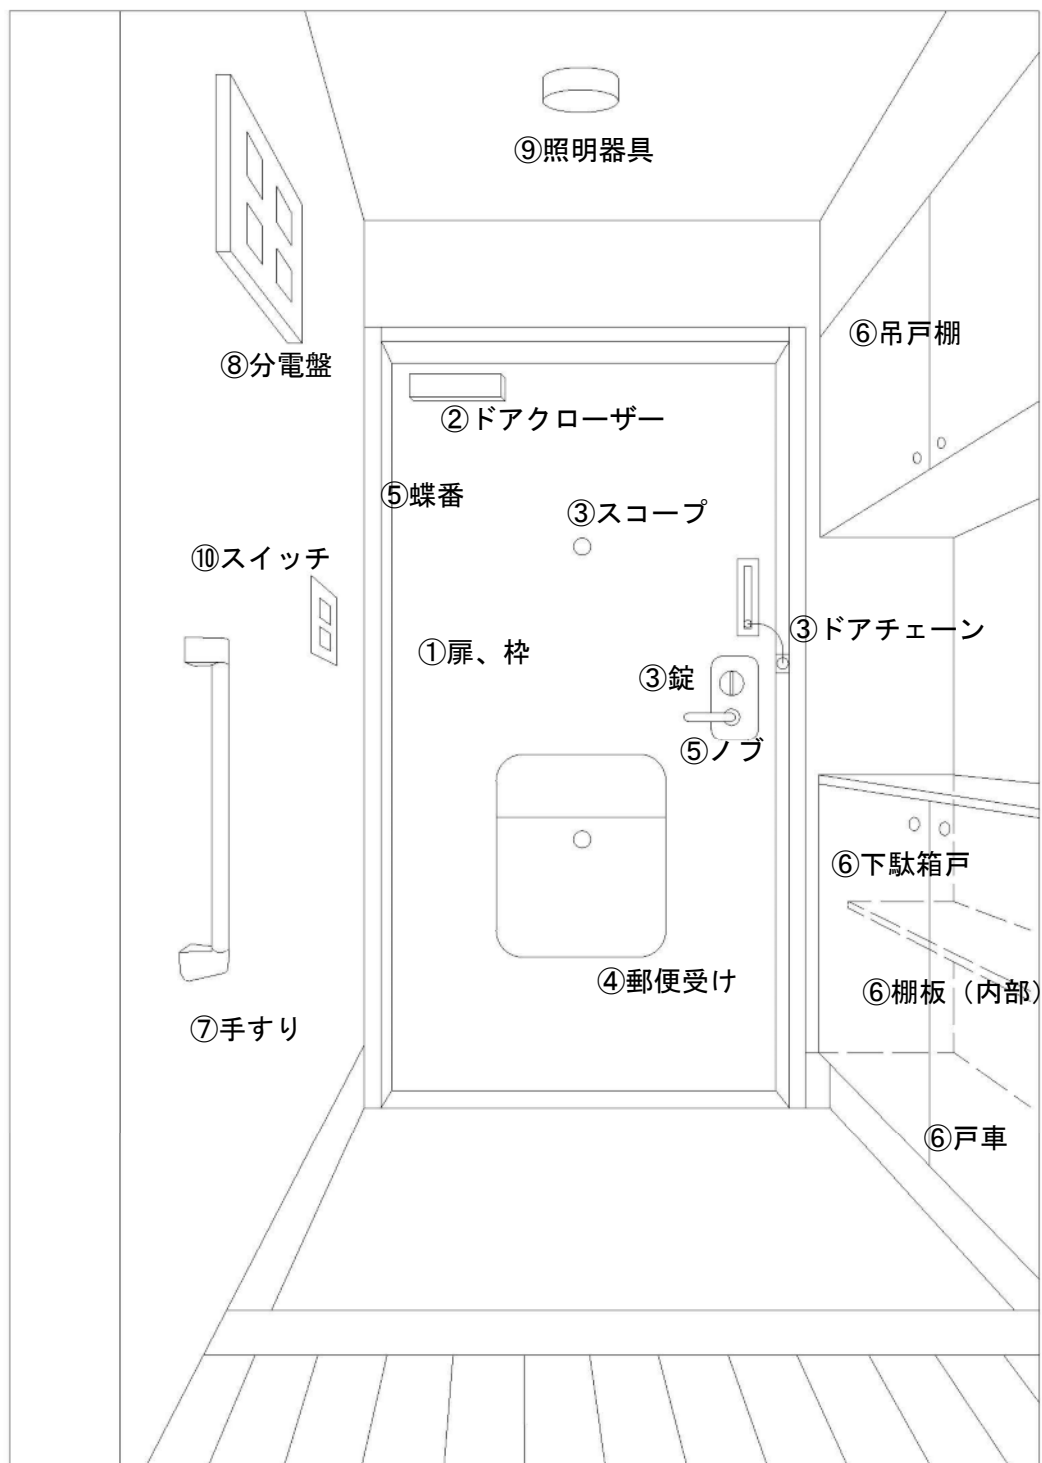 ⑨照明器具
⑥吊戸棚
⑧分電盤
②ドアクローザー
⑤蝶番
③スコープ
⑩スイッチ
③ドアチェーン
①扉、枠
③錠
⑤ノブ
⑥下駄箱戸
④郵便受け
⑥棚板（内部）
⑦手すり
⑥戸車